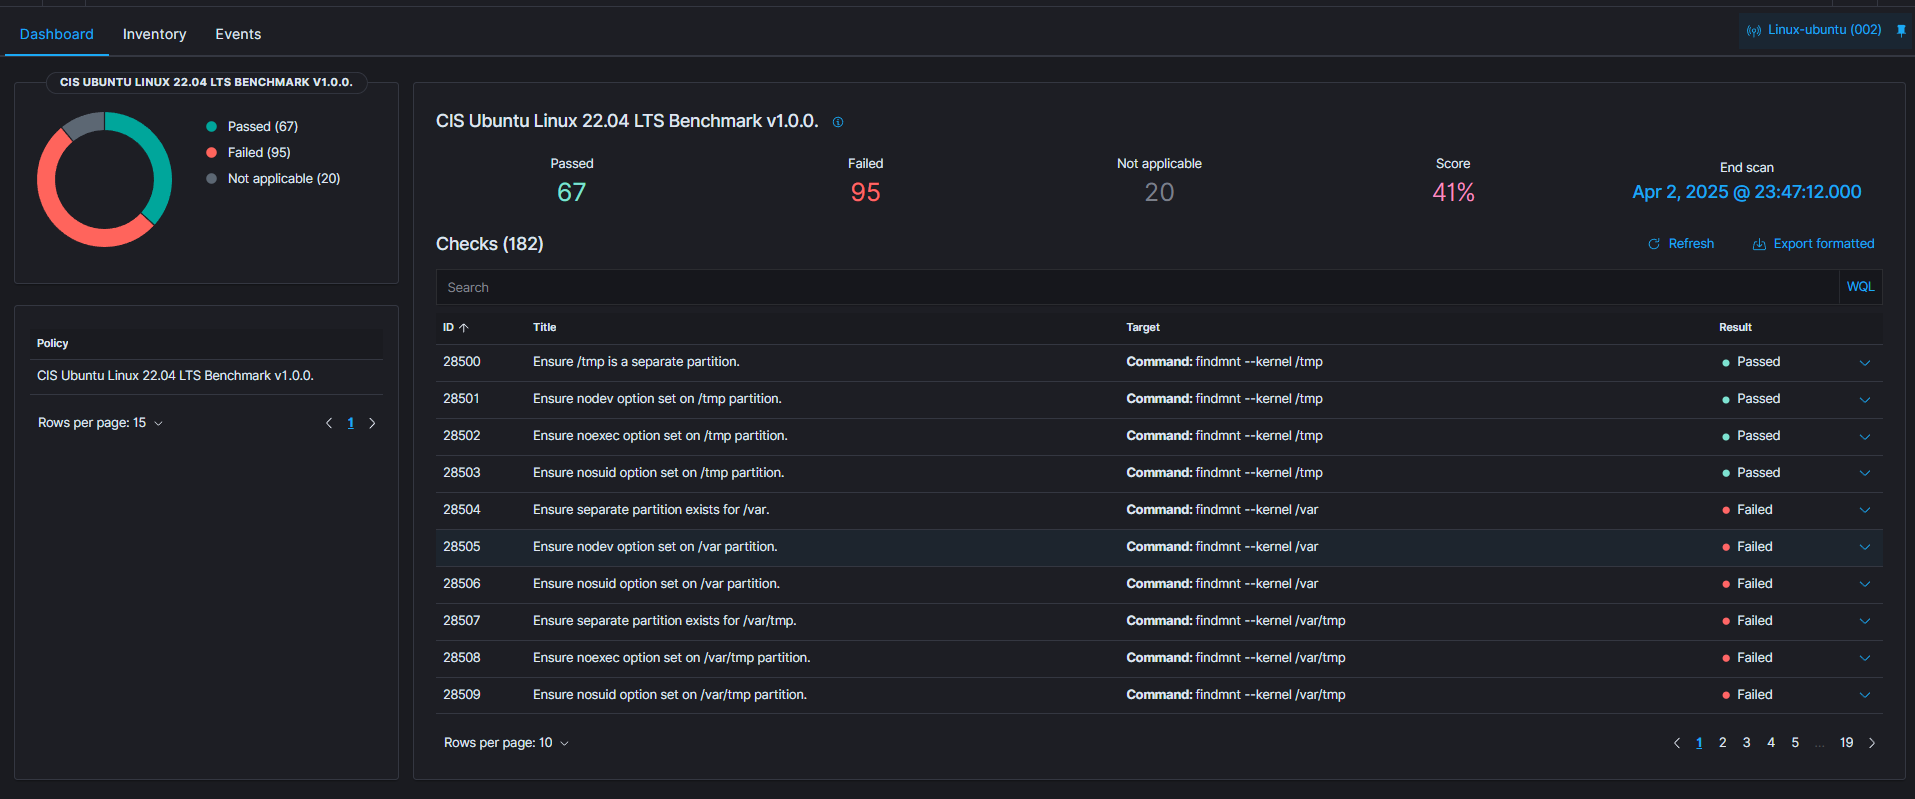 Dashboard Inventory Events
Linux-ubuntu (002)
CIS UBUNTU LINUX 22.04 LTS BENCHMARK V1.0.0.
Passed (67)
Failed (95)
Not applicable (20)
Policy
CIS Ubuntu Linux 22.04 LTS Benchmark v1.0.0.
Rows per page: 15
1
CIS Ubuntu Linux 22.04 LTS Benchmark v1.0.0.
Passed
67
Failed
95
Not applicable
20
Score
41%
End scan
Apr 2, 2025 @ 23:47:12.000
Checks (182)
Refresh
Export formatted
Search
WQL
ID Title Target Result
28500 Ensure /tmp is a separate partition. Command: findmnt --kernel /tmp Passed
28501 Ensure nodev option set on /tmp partition. Command: findmnt --kernel /tmp Passed
28502 Ensure noexec option set on /tmp partition. Command: findmnt --kernel /tmp Passed
28503 Ensure nosuid option set on /tmp partition. Command: findmnt --kernel /tmp Passed
28504 Ensure separate partition exists for /var. Command: findmnt --kernel /var Failed
28505 Ensure nodev option set on /var partition. Command: findmnt --kernel /var Failed
28506 Ensure nosuid option set on /var partition. Command: findmnt --kernel /var Failed
28507 Ensure separate partition exists for /var/tmp. Command: findmnt --kernel /var/tmp Failed
28508 Ensure noexec option set on /var/tmp partition. Command: findmnt --kernel /var/tmp Failed
28509 Ensure nosuid option set on /var/tmp partition. Command: findmnt --kernel /var/tmp Failed
Rows per page: 10
1 2 3 4 5 ... 19